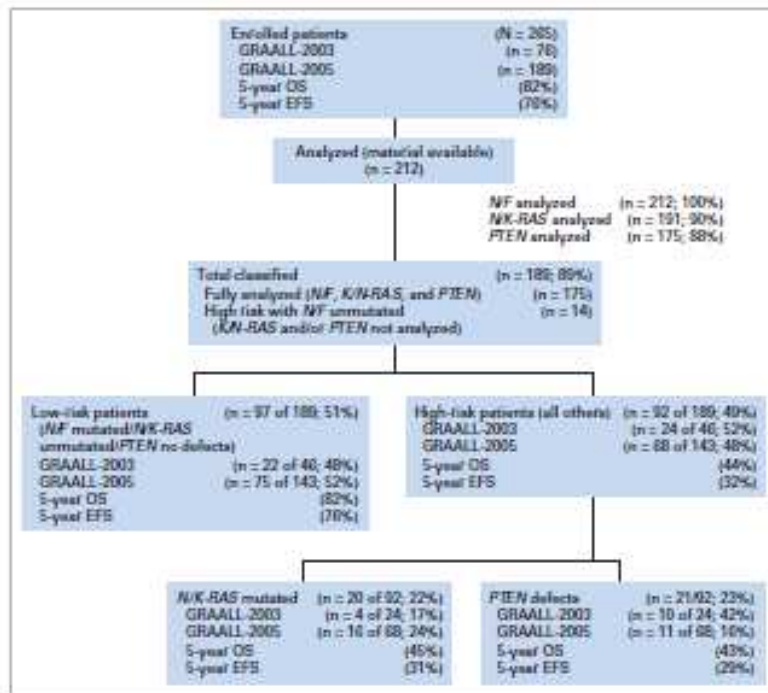 Enrolled patients (N = 265)
GRAALL-2003 (n = 76)
GRAALL-2005 (n = 189)
5-year OS (82%)
5-year EFS (76%)
Analyzed (material available)
(n = 212)
N/F analyzed (n = 212; 100%)
N/K-RAS analyzed (n = 191; 90%)
PTEN analyzed (n = 175; 88%)
Total classified (n = 189; 89%)
Fully analyzed (N/F, K/N-RAS, and PTEN) (n = 175)
High risk with N/F unmutated (n = 14)
(K/N-RAS and/or PTEN not analyzed)
Low-risk patients (n = 97 of 189; 51%)
(N/F mutated/N/K-RAS
unmutated/PTEN no defects)
GRAALL-2003 (n = 22 of 46; 48%)
GRAALL-2005 (n = 75 of 143; 52%)
5-year OS (82%)
5-year EFS (76%)
High-risk patients (all others) (n = 92 of 189; 49%)
GRAALL-2003 (n = 24 of 46; 52%)
GRAALL-2005 (n = 68 of 143; 48%)
5-year OS (44%)
5-year EFS (32%)
N/K-RAS mutated (n = 20 of 92; 22%)
GRAALL-2003 (n = 4 of 24; 17%)
GRAALL-2005 (n = 16 of 68; 24%)
5-year OS (45%)
5-year EFS (31%)
PTEN defects (n = 21/92; 23%)
GRAALL-2003 (n = 10 of 24; 42%)
GRAALL-2005 (n = 11 of 68; 16%)
5-year OS (43%)
5-year EFS (29%)